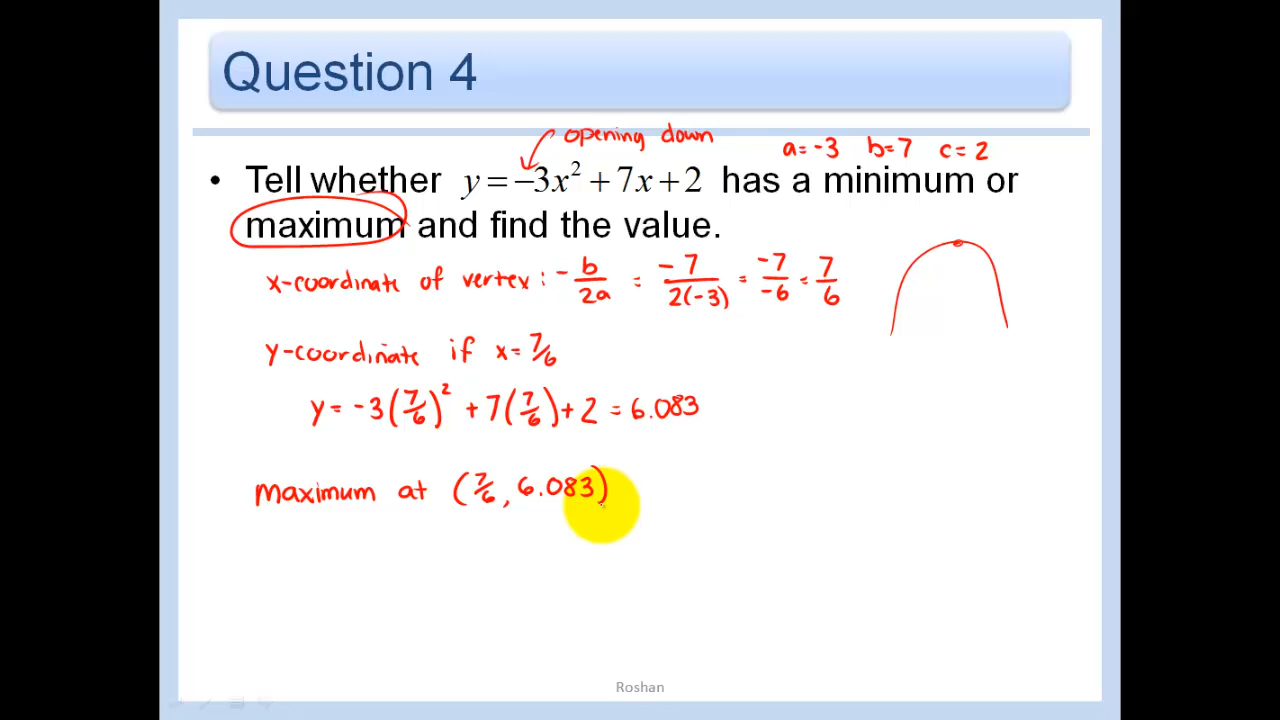 Question 4
opening down
a=-3 b=7 c=2
• Tell whether y=−3x²+7x+2 has a minimum or
maximum and find the value.
x-coordinate of vertex: -b/2a = -7/2(-3) = -7/-6 = 7/6
y-coordinate if x=7/6
y=-3(7/6)²+7(7/6)+2=6.083
maximum at (7/6, 6.083)
Roshan